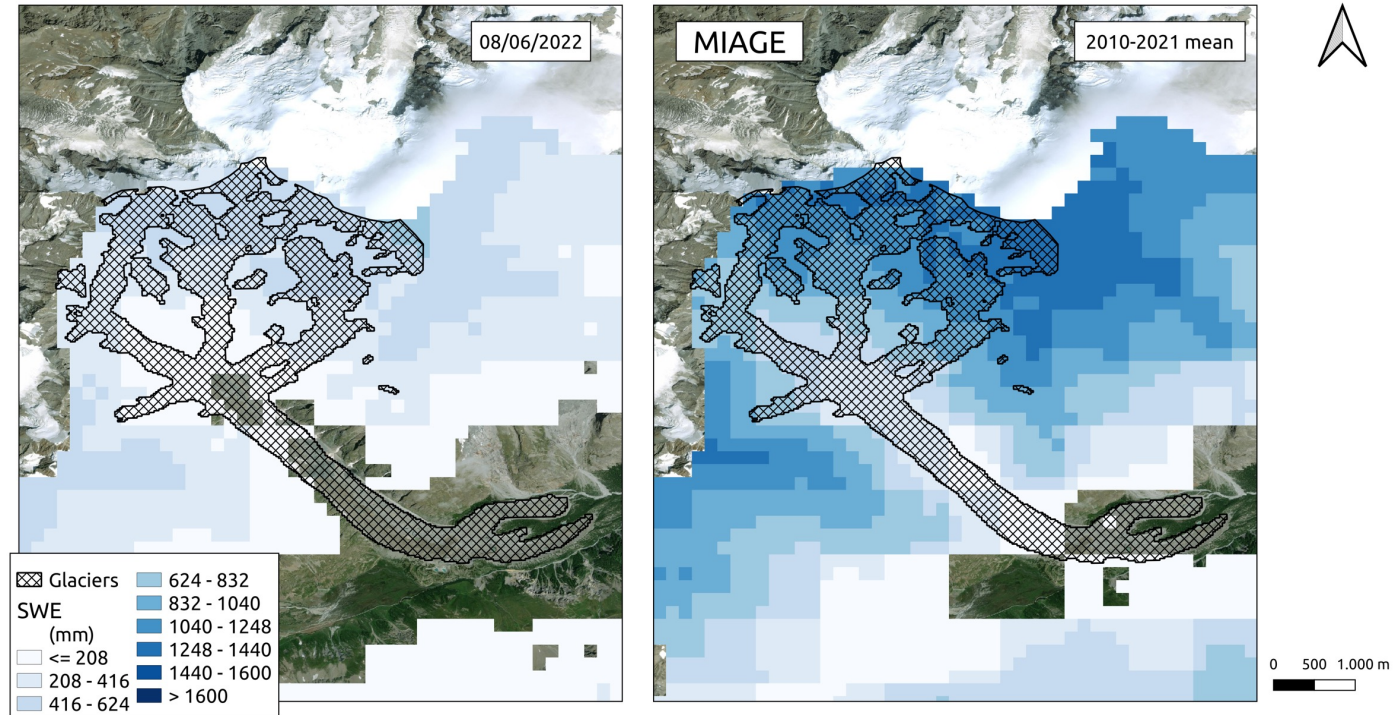 08/06/2022
MIAGE
2010-2021 mean
Glaciers
SWE
(mm)
<= 208
208 - 416
416 - 624
624 - 832
832 - 1040
1040 - 1248
1248 - 1440
1440 - 1600
> 1600
0 500 1.000 m